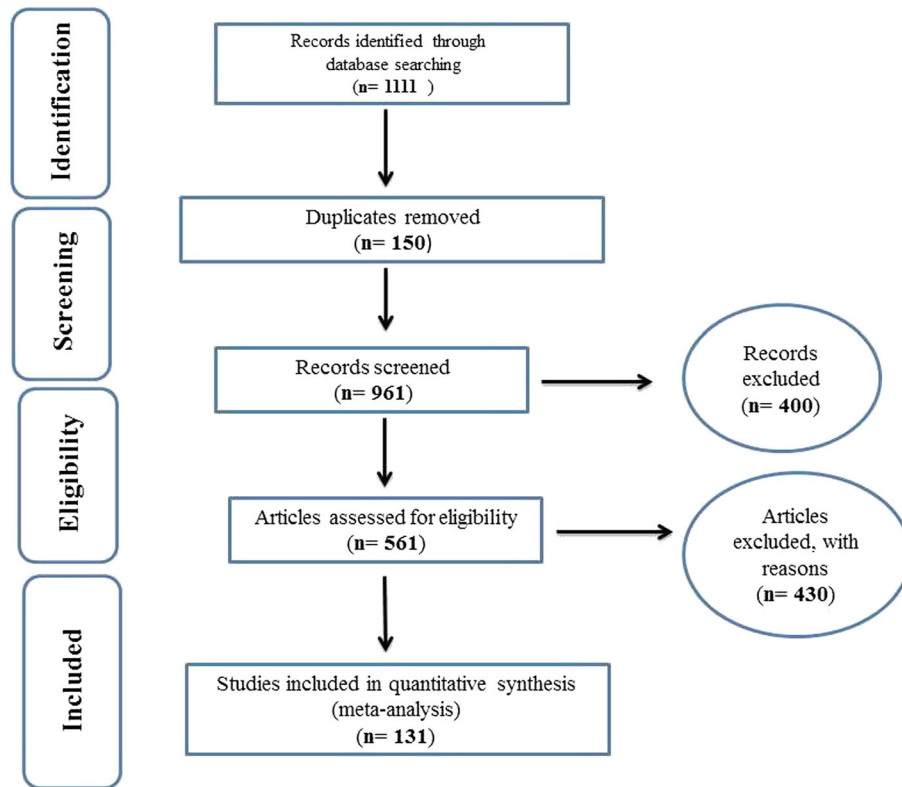 Identification
Records identified through
database searching
(n= 1111 )
Screening
Duplicates removed
(n= 150)
Records screened
(n= 961)
Records
excluded
(n= 400)
Eligibility
Articles assessed for eligibility
(n= 561)
Articles
excluded, with
reasons
(n= 430)
Included
Studies included in quantitative synthesis
(meta-analysis)
(n= 131)